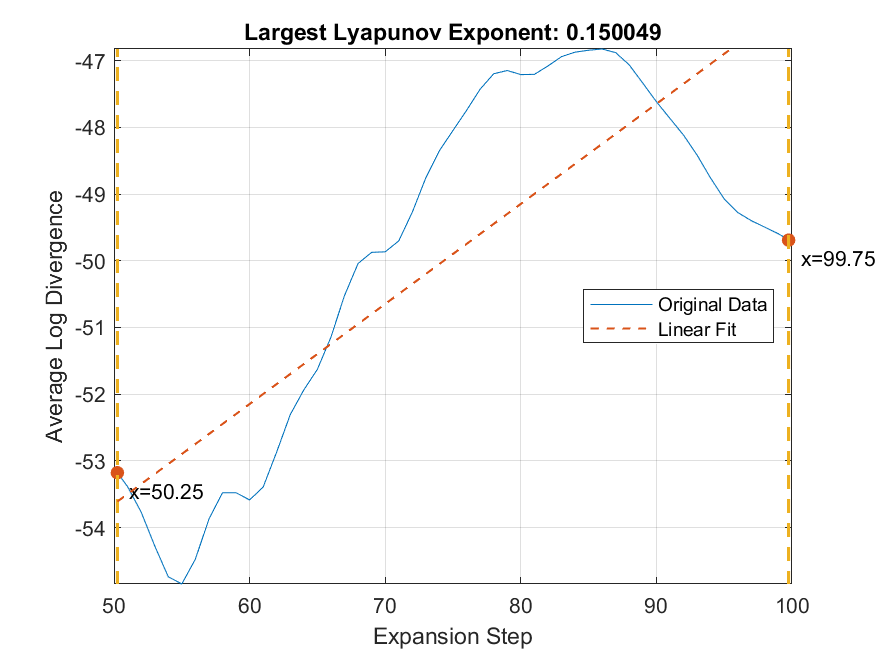 Largest Lyapunov Exponent: 0.150049
Average Log Divergence
-47
-48
-49
-50
-51
-52
-53
-54
x=50.25
x=99.75
Original Data
Linear Fit
50 60 70 80 90 100
Expansion Step